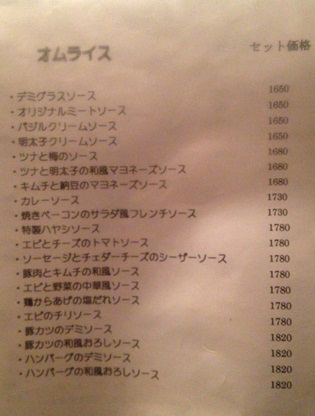 オムライス セット価格
・デミグラスソース 1650
・オリジナルミートソース 1650
・バジルクリームソース 1650
・明太子クリームソース 1650
・ツナと梅のソース 1680
・ツナと明太子の和風マヨネーズソース 1680
・キムチと納豆のマヨネーズソース 1680
・カレーソース 1730
・焼きベーコンのサラダ風フレンチソース 1730
・特製ハヤシソース 1780
・エビとチーズのトマトソース 1780
・ソーセージとチェダーチーズのシーザーソース 1780
・豚肉とキムチの和風ソース 1780
・エビと野菜の中華風ソース 1780
・鶏からあげの塩だれソース 1780
・エビのチリソース 1780
・豚カツのデミソース 1820
・豚カツの和風おろしソース 1820
・ハンバーグのデミソース 1820
・ハンバーグの和風おろしソース 1820